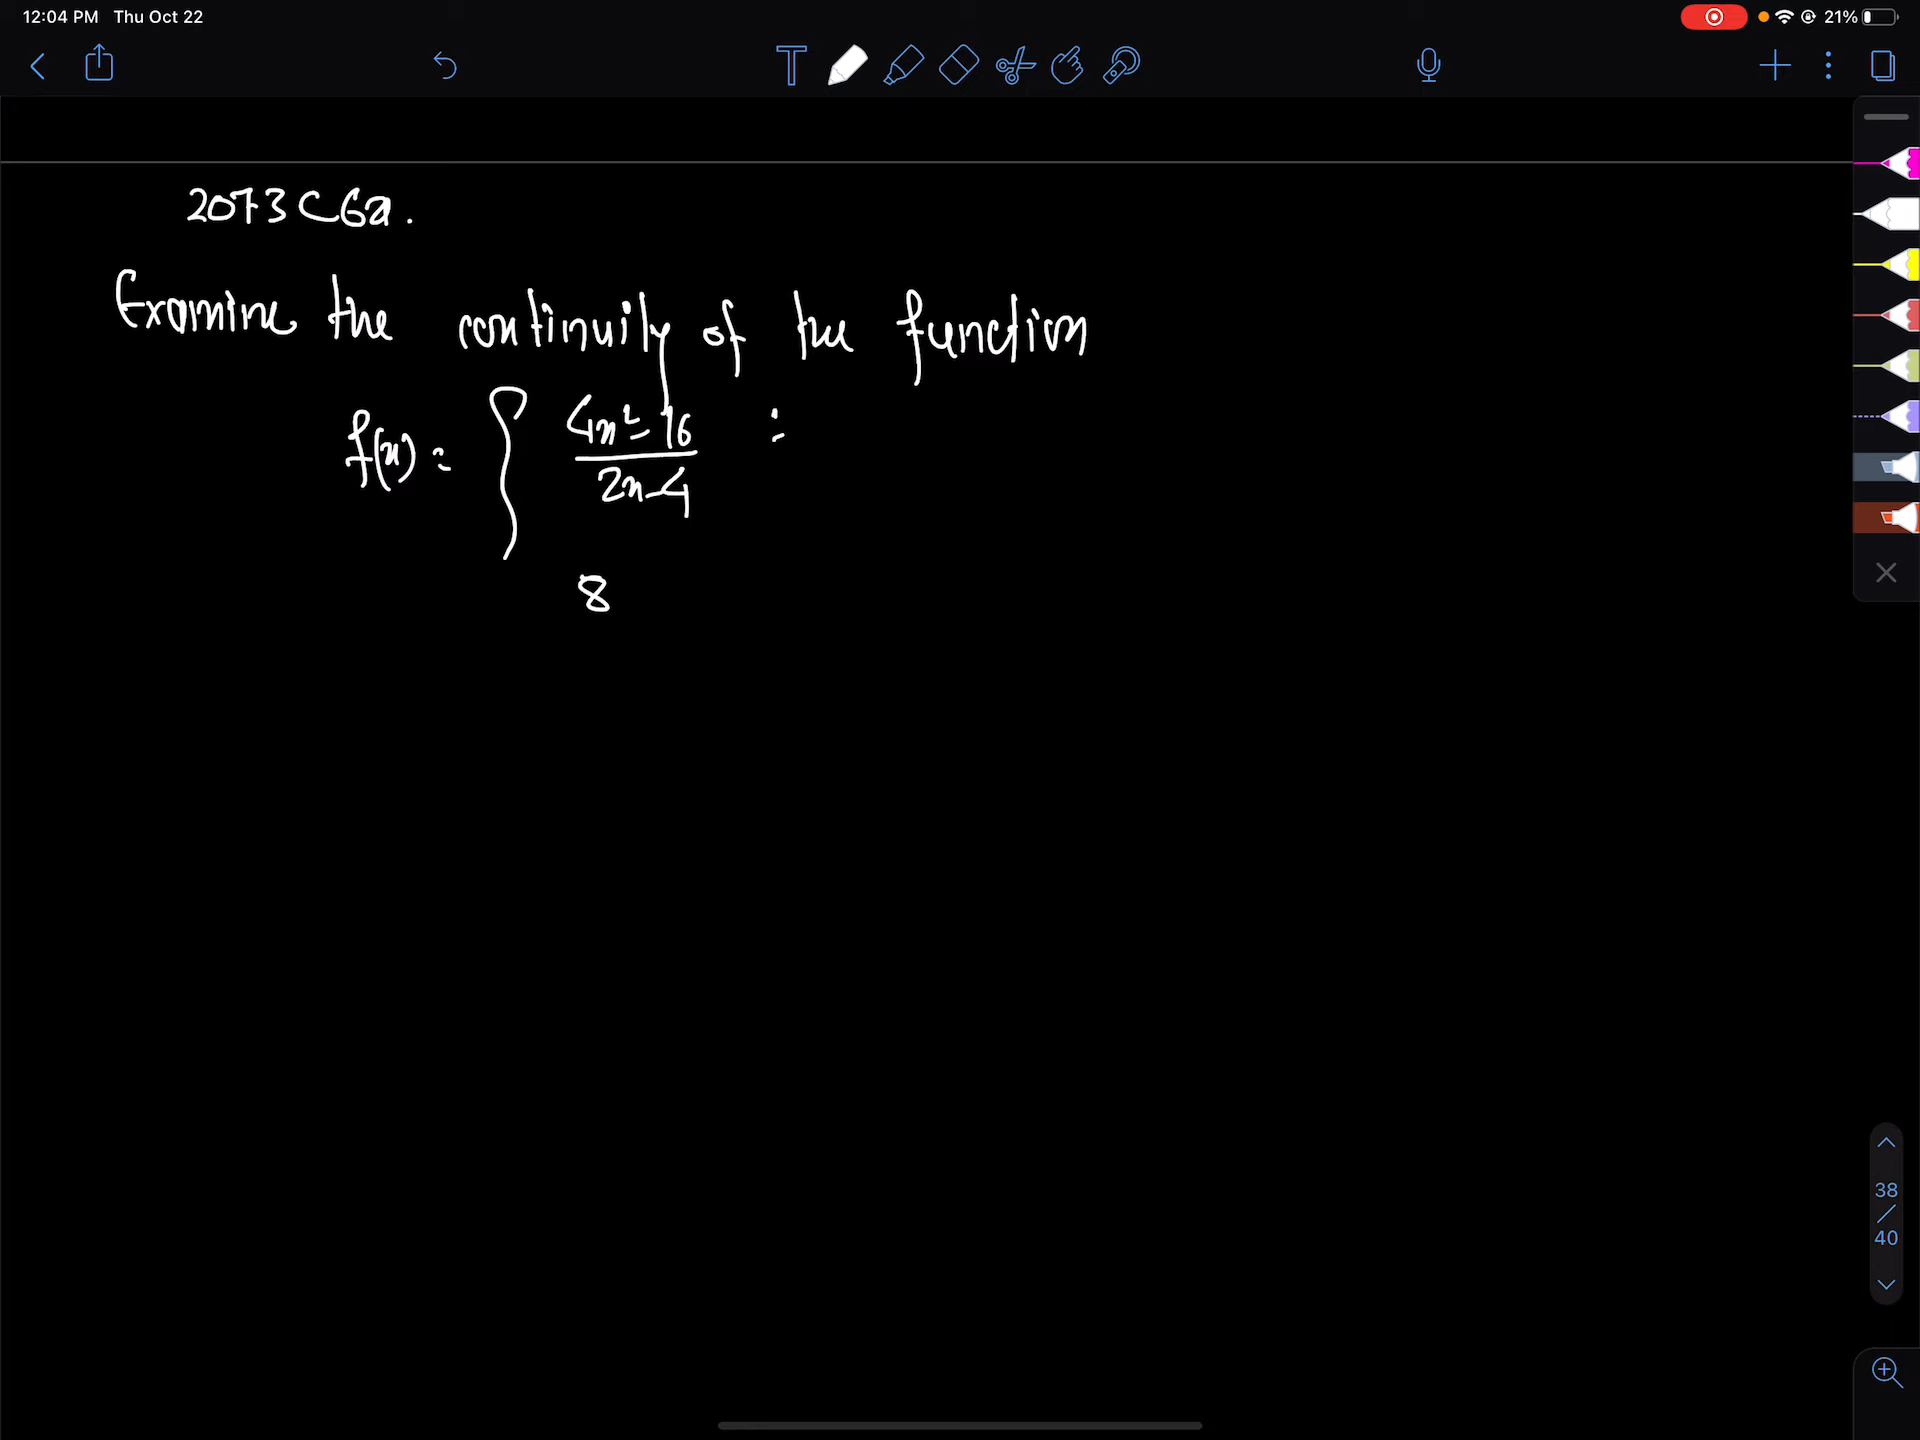 12:04 PM Thu Oct 22
21%
2073 C 6a.
Examine the continuity of the function
f(x) = { 4x² - 16 :
2x - 4
8
38
/
40